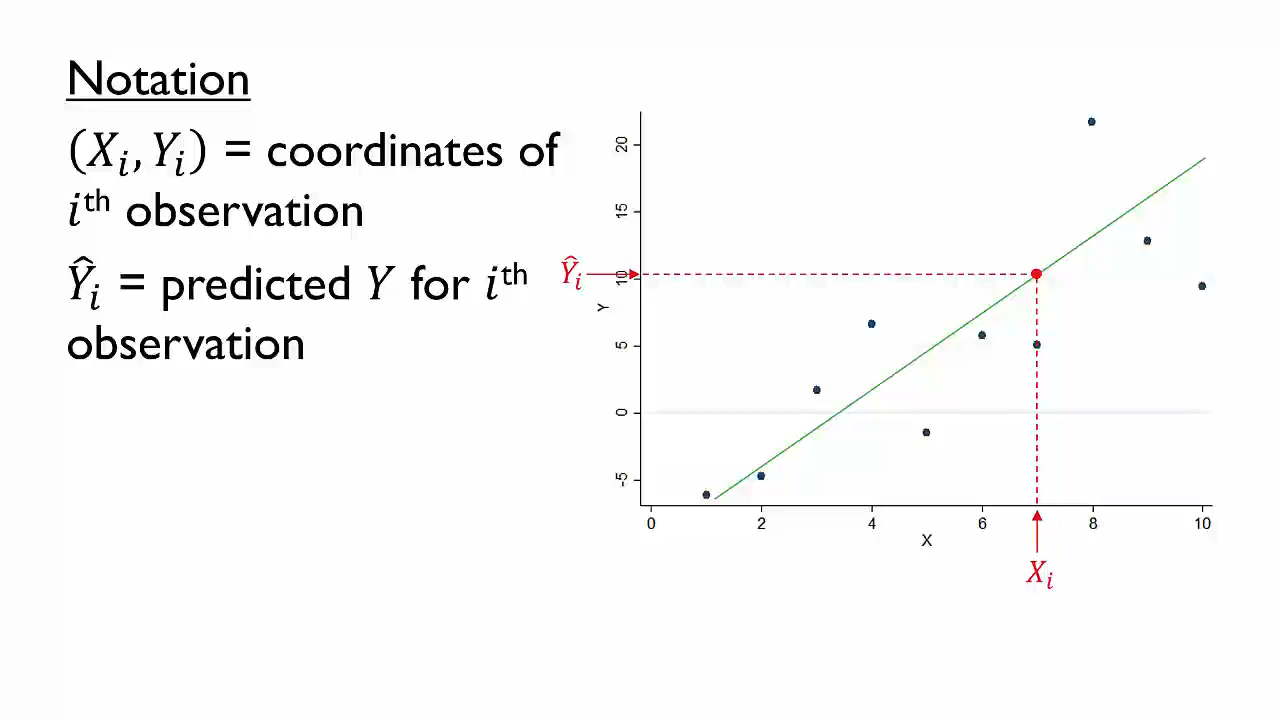 Notation
(Xᵢ, Yᵢ) = coordinates of
iᵗʰ observation
Ŷᵢ = predicted Y for iᵗʰ
observation
Ŷᵢ
Y
20
15
10
5
0
-5
0 2 4 6 8 10
X
Xᵢ